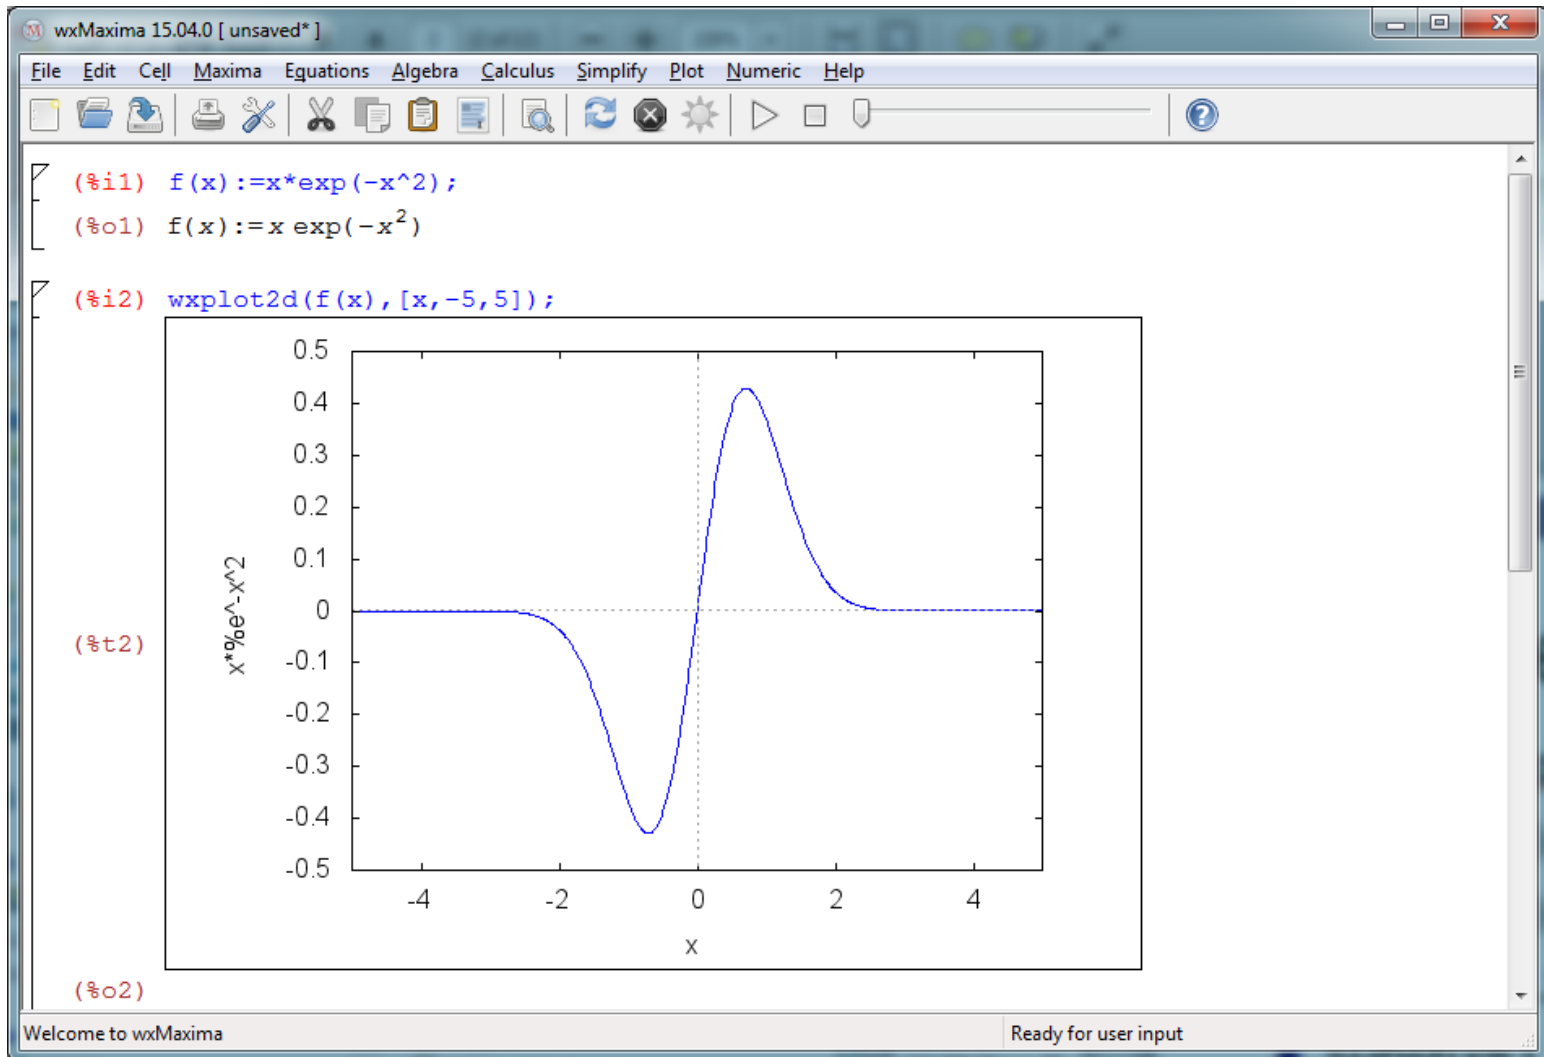 wxMaxima 15.04.0 [ unsaved* ]
File Edit Cell Maxima Equations Algebra Calculus Simplify Plot Numeric Help
(%i1) f(x):=x*exp(-x^2);
(%o1) f(x):=x exp(-x²)
(%i2) wxplot2d(f(x),[x,-5,5]);
0.5
0.4
0.3
0.2
0.1
0
-0.1
-0.2
-0.3
-0.4
-0.5
x*%e^-x^2
(%t2)
-4 -2 0 2 4
x
(%o2)
Welcome to wxMaxima Ready for user input